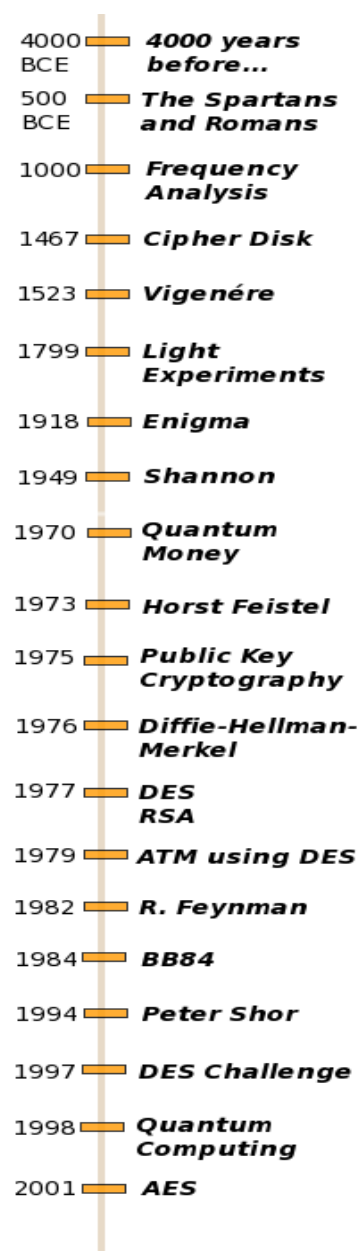 4000 4000 years
BCE before...
500 The Spartans
BCE and Romans
1000 Frequency
Analysis
1467 Cipher Disk
1523 Vigenére
1799 Light
Experiments
1918 Enigma
1949 Shannon
1970 Quantum
Money
1973 Horst Feistel
1975 Public Key
Cryptography
1976 Diffie-Hellman-
Merkel
1977 DES
RSA
1979 ATM using DES
1982 R. Feynman
1984 BB84
1994 Peter Shor
1997 DES Challenge
1998 Quantum
Computing
2001 AES